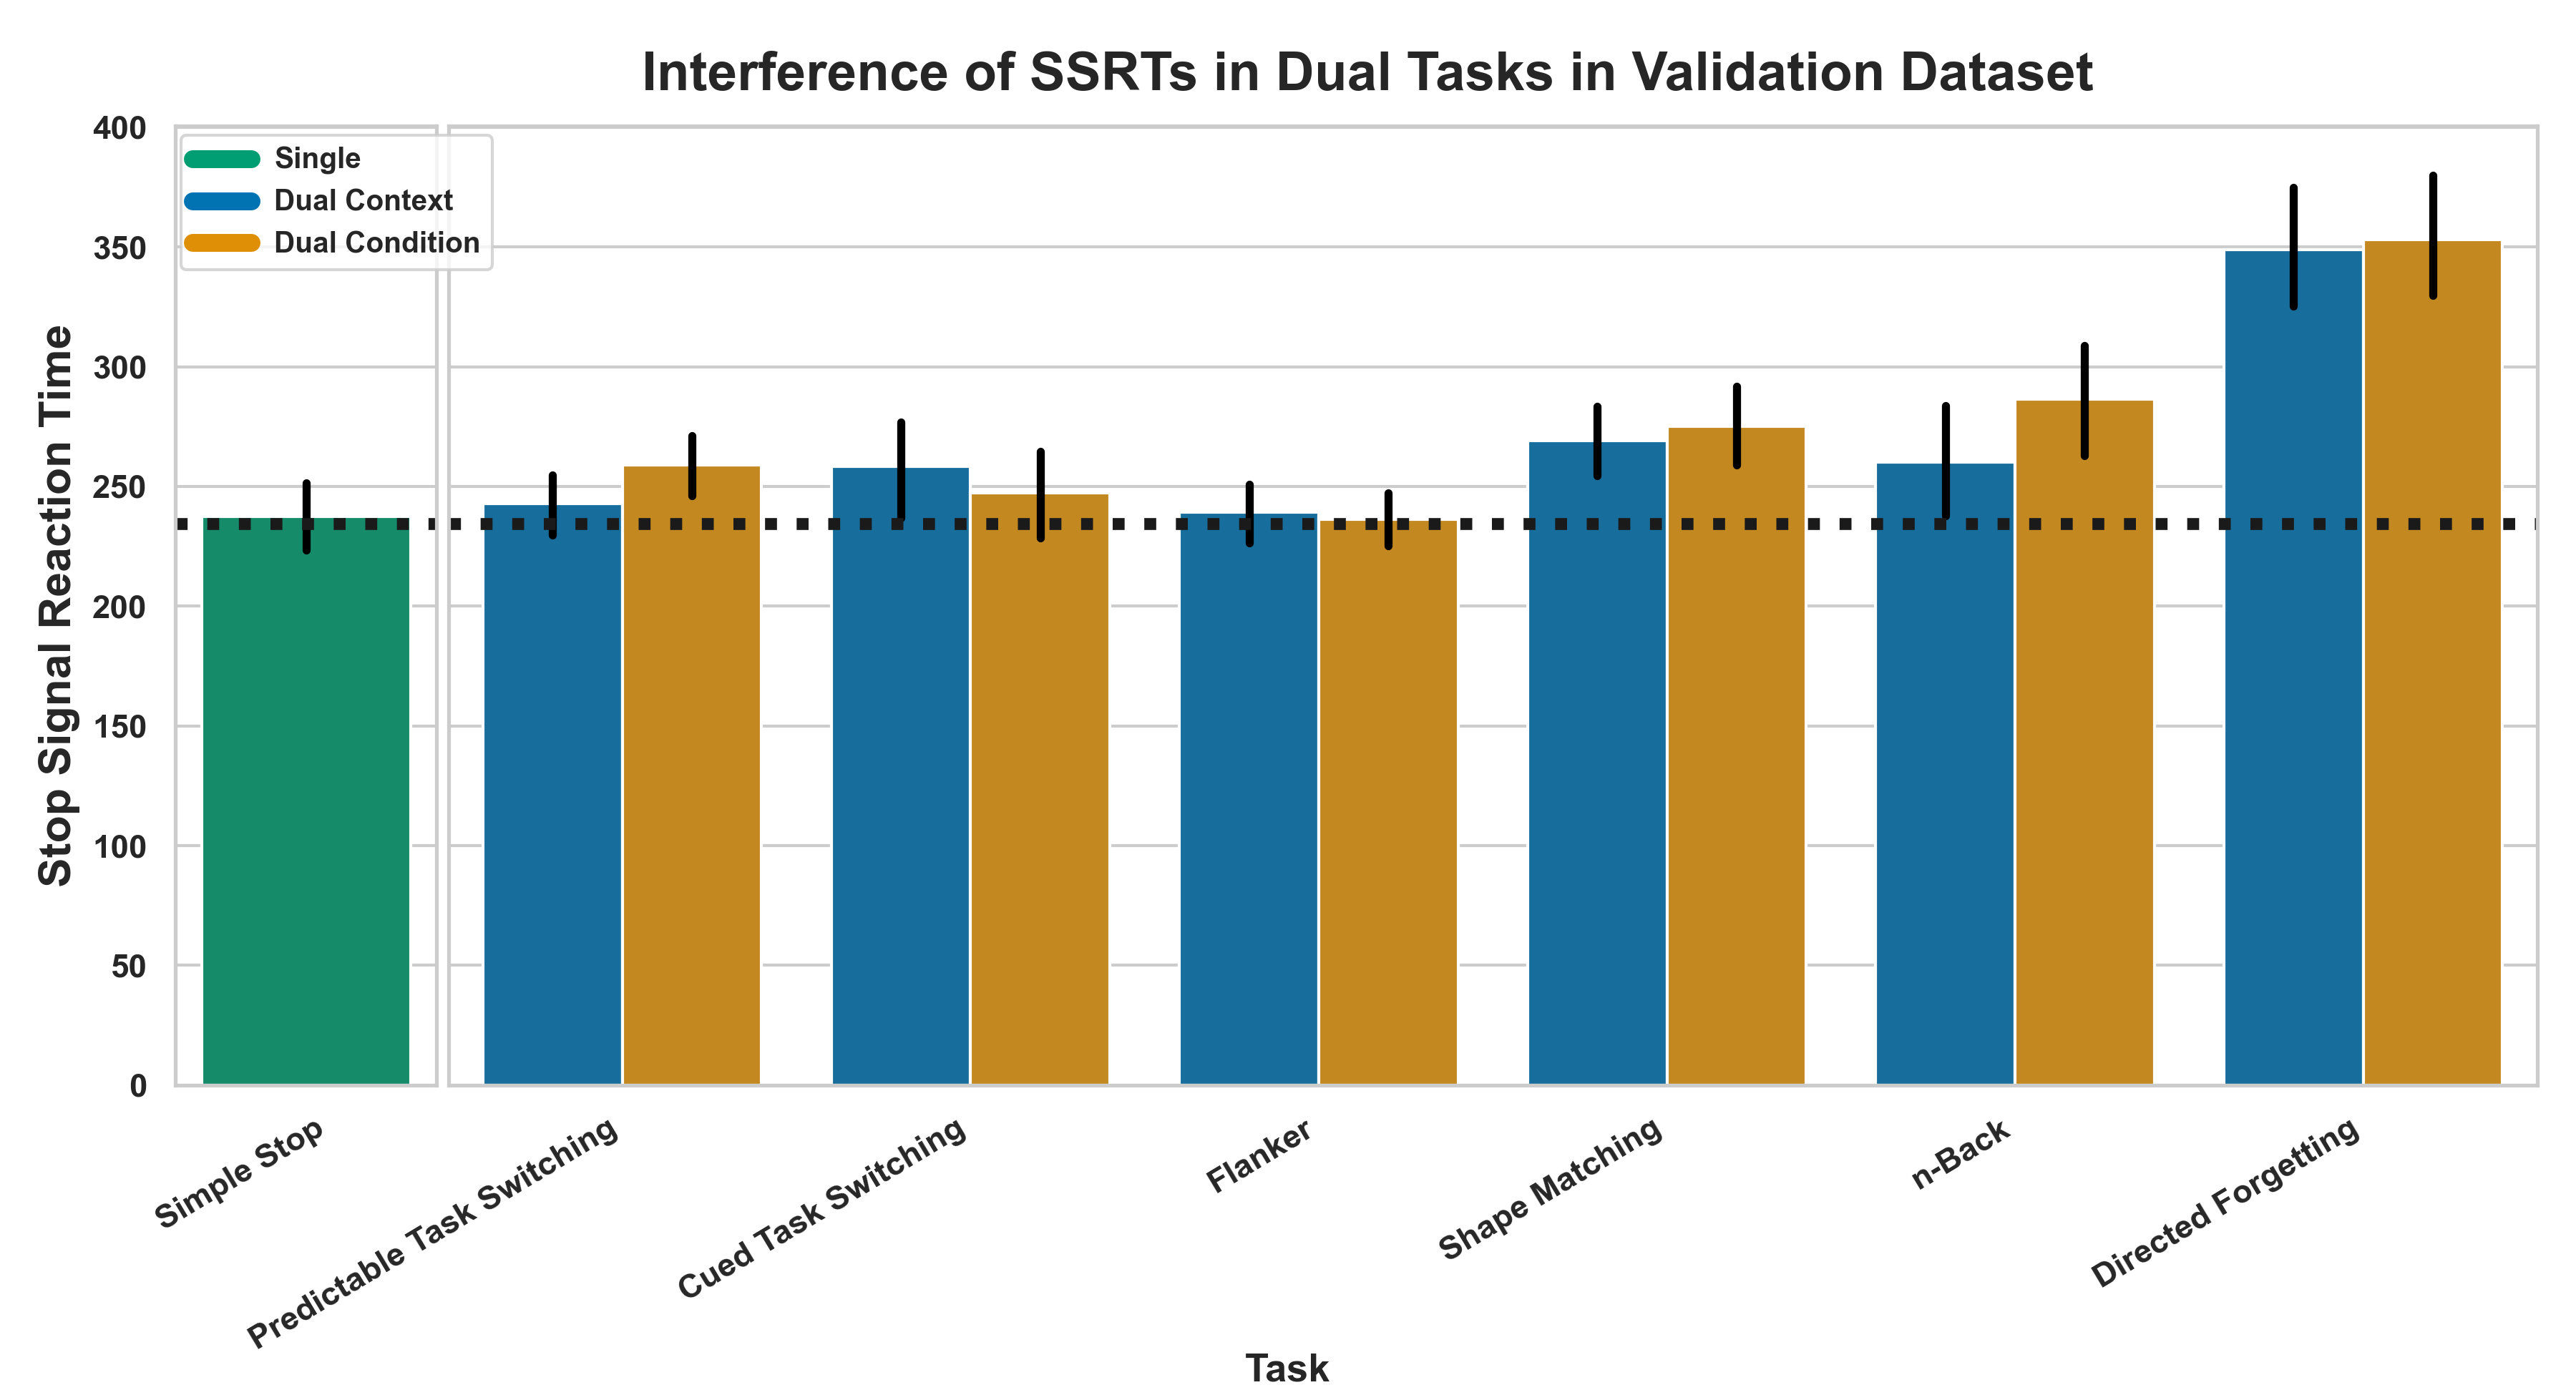 Interference of SSRTs in Dual Tasks in Validation Dataset
Stop Signal Reaction Time
400
350
300
250
200
150
100
50
0
Single
Dual Context
Dual Condition
Simple Stop
Predictable Task Switching
Cued Task Switching
Flanker
Shape Matching
n-Back
Directed Forgetting
Task